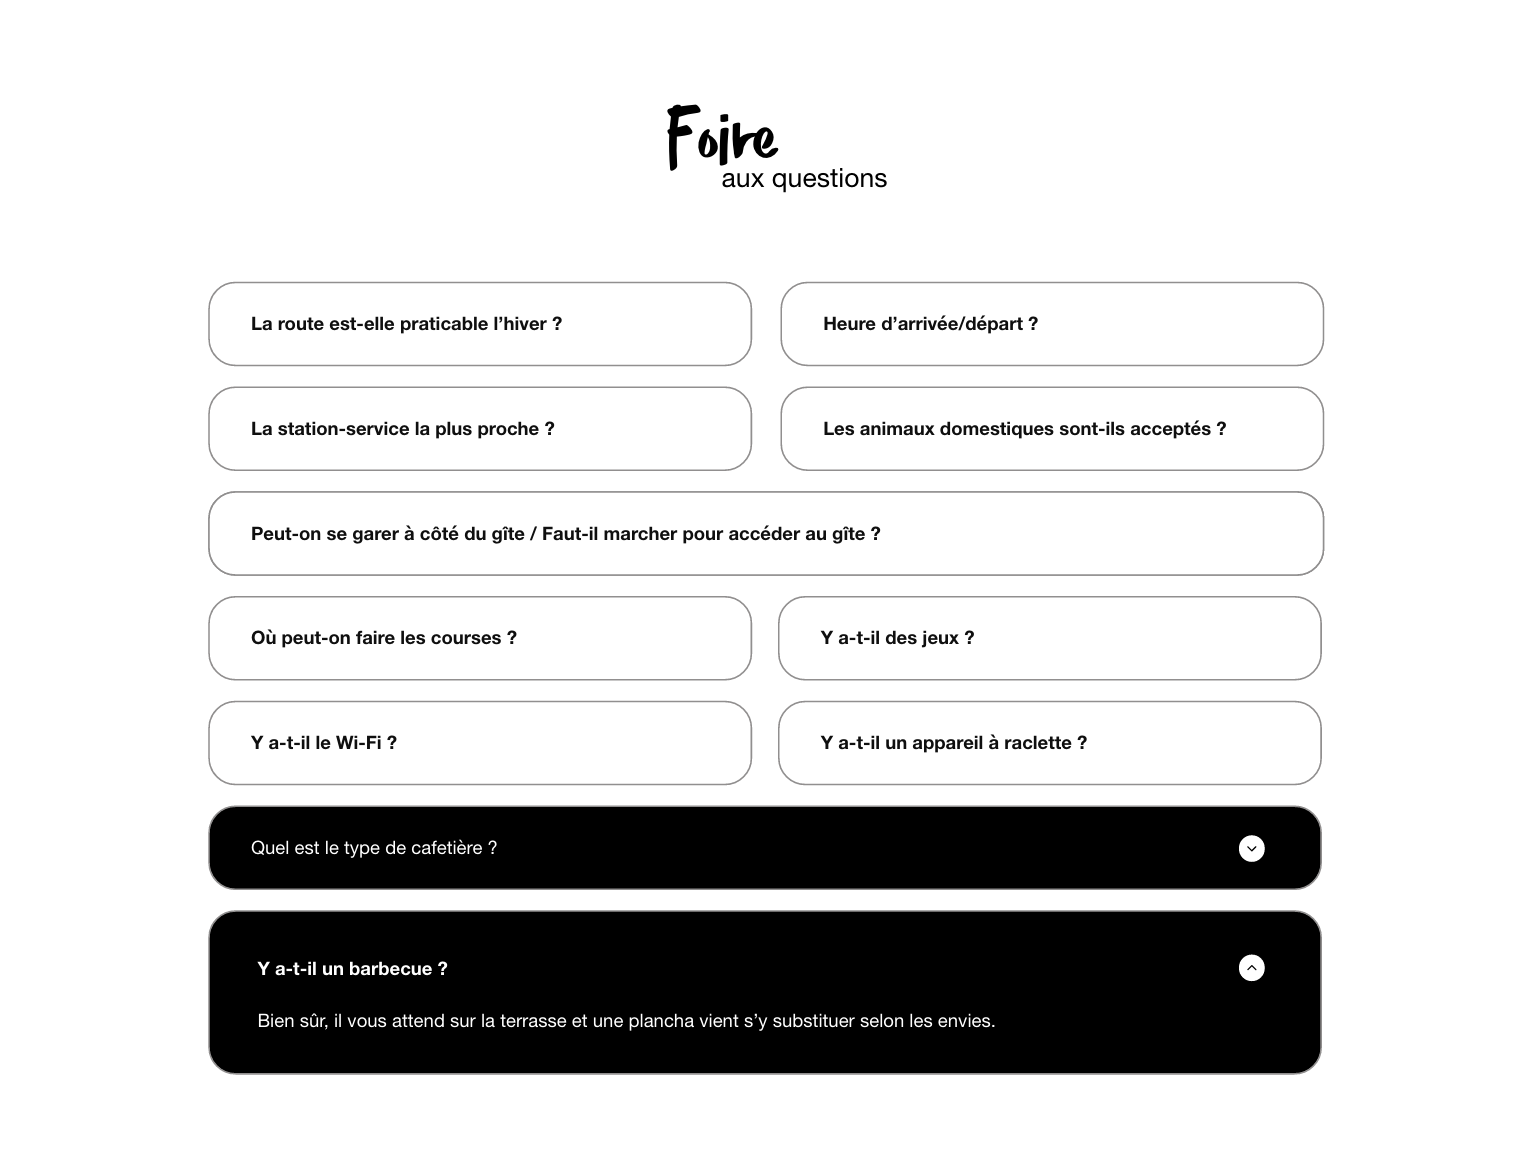 Foire
aux questions
La route est-elle praticable l’hiver ?
Heure d’arrivée/départ ?
La station-service la plus proche ?
Les animaux domestiques sont-ils acceptés ?
Peut-on se garer à côté du gîte / Faut-il marcher pour accéder au gîte ?
Où peut-on faire les courses ?
Y a-t-il des jeux ?
Y a-t-il le Wi-Fi ?
Y a-t-il un appareil à raclette ?
Quel est le type de cafetière ?
Y a-t-il un barbecue ?
Bien sûr, il vous attend sur la terrasse et une plancha vient s’y substituer selon les envies.